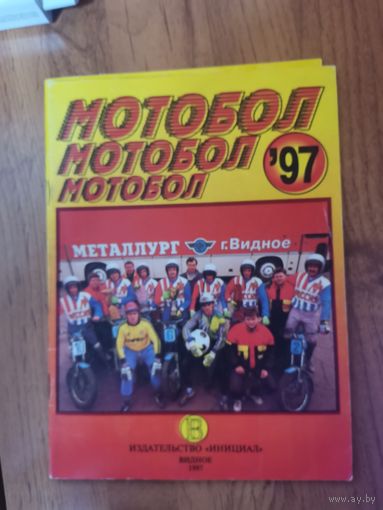 МОТОБОЛ
МОТОБОЛ
МОТОБОЛ
'97
МЕТАЛЛУРГ г.Видное
ИЗДАТЕЛЬСТВО «ИНИЦИАЛ»
ВИДНОЕ
1997
www.ay.by